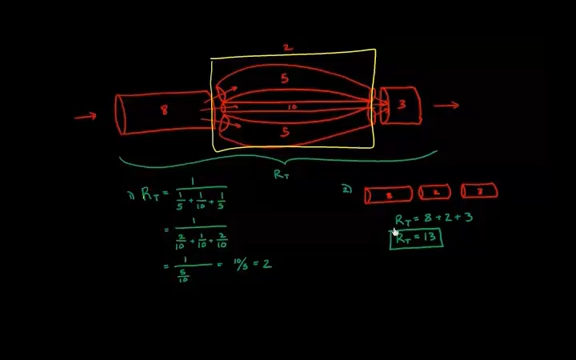 2
5
8 10 3
5
R_T
1) R_T = 1 / (1/5 + 1/10 + 1/5)
= 1 / (2/10 + 1/10 + 2/10)
= 1 / (5/10) = 10/5 = 2
2) 8 2 3
R_T = 8 + 2 + 3
R_T = 13